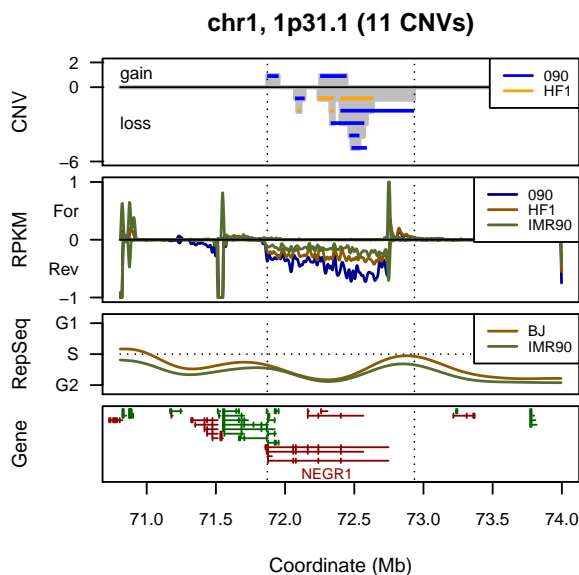 chr1, 1p31.1 (11 CNVs)
CNV
2
0
−6
gain
loss
090
HF1
RPKM
1
0
−1
For
Rev
090
HF1
IMR90
RepSeq
G1
S
G2
BJ
IMR90
Gene
NEGR1
71.0 71.5 72.0 72.5 73.0 73.5 74.0
Coordinate (Mb)